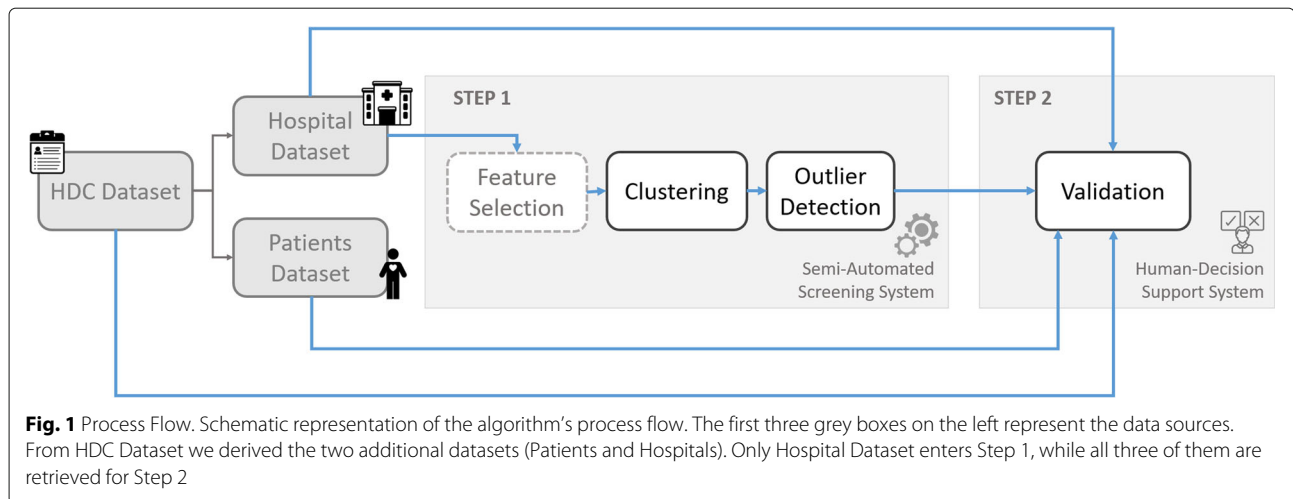 STEP 1
STEP 2
Hospital
Dataset
HDC Dataset
Patients
Dataset
Feature
Selection
Clustering
Outlier
Detection
Validation
Semi-Automated
Screening System
Human-Decision
Support System
Fig. 1 Process Flow. Schematic representation of the algorithm’s process flow. The first three grey boxes on the left represent the data sources.
From HDC Dataset we derived the two additional datasets (Patients and Hospitals). Only Hospital Dataset enters Step 1, while all three of them are
retrieved for Step 2